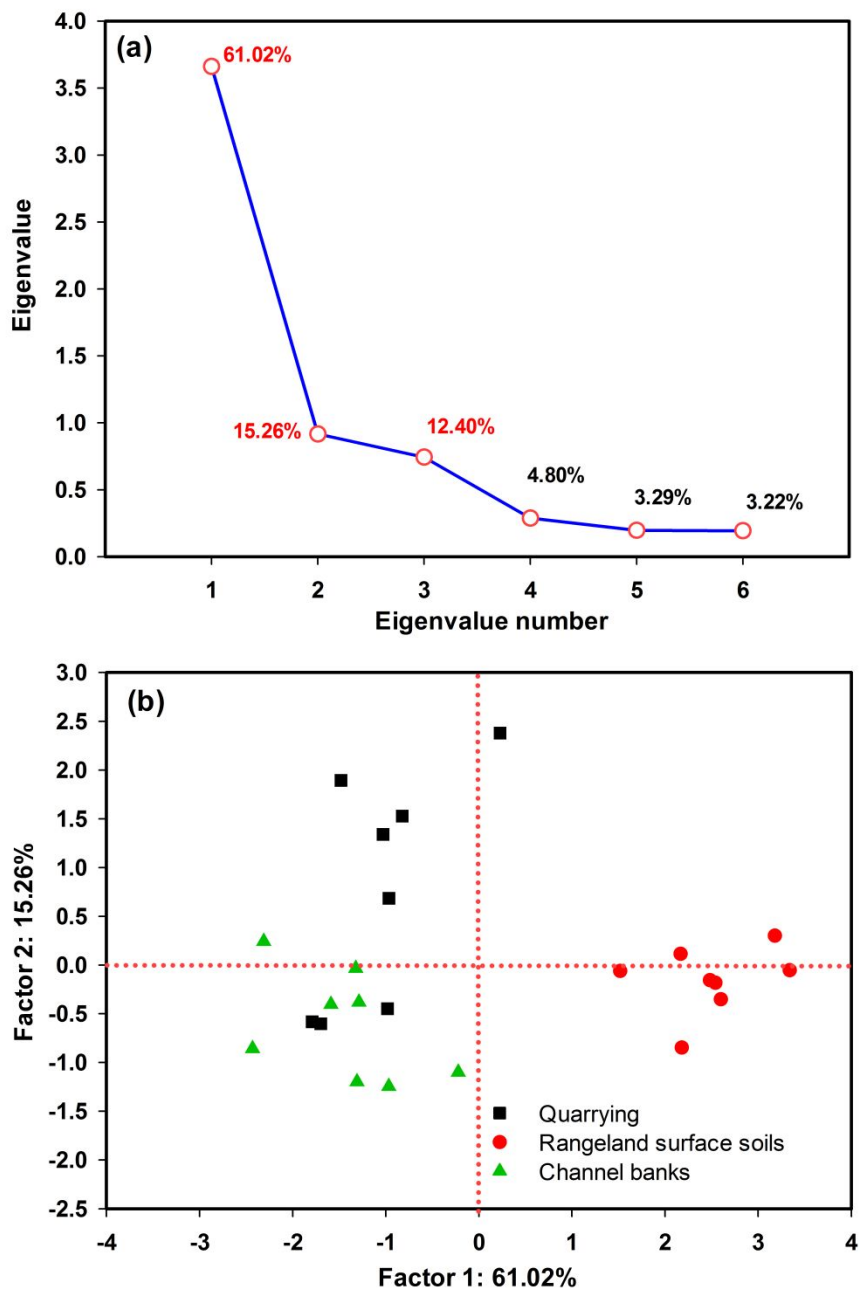 (a)
4.0
3.5
3.0
2.5
2.0
1.5
1.0
0.5
0.0
Eigenvalue
61.02%
15.26%
12.40%
4.80%
3.29%
3.22%
1 2 3 4 5 6
Eigenvalue number
(b)
3.0
2.5
2.0
1.5
1.0
0.5
0.0
-0.5
-1.0
-1.5
-2.0
-2.5
Factor 2: 15.26%
Quarrying
Rangeland surface soils
Channel banks
-4 -3 -2 -1 0 1 2 3 4
Factor 1: 61.02%